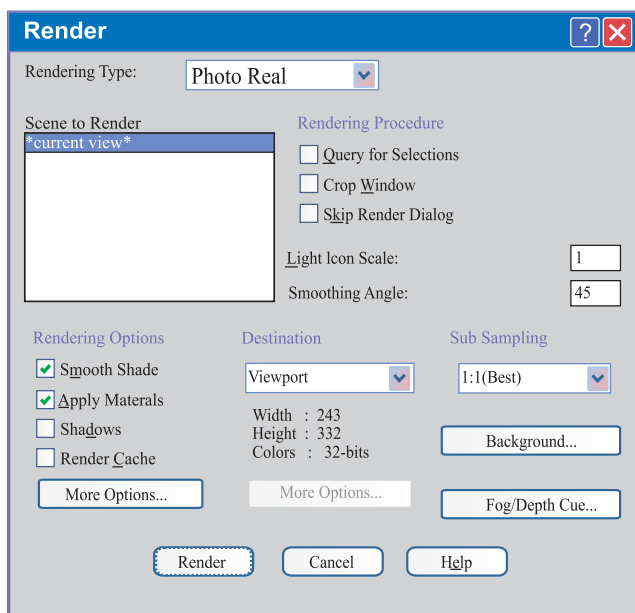 Render
?
Rendering Type:
Photo Real
Scene to Render
*current view*
Rendering Procedure
Query for Selections
Crop Window
Skip Render Dialog
Light Icon Scale:
1
Smoothing Angle:
45
Rendering Options
Smooth Shade
Apply Materals
Shadows
Render Cache
More Options...
Destination
Viewport
Width : 243
Height : 332
Colors : 32-bits
More Options...
Sub Sampling
1:1(Best)
Background...
Fog/Depth Cue...
Render
Cancel
Help